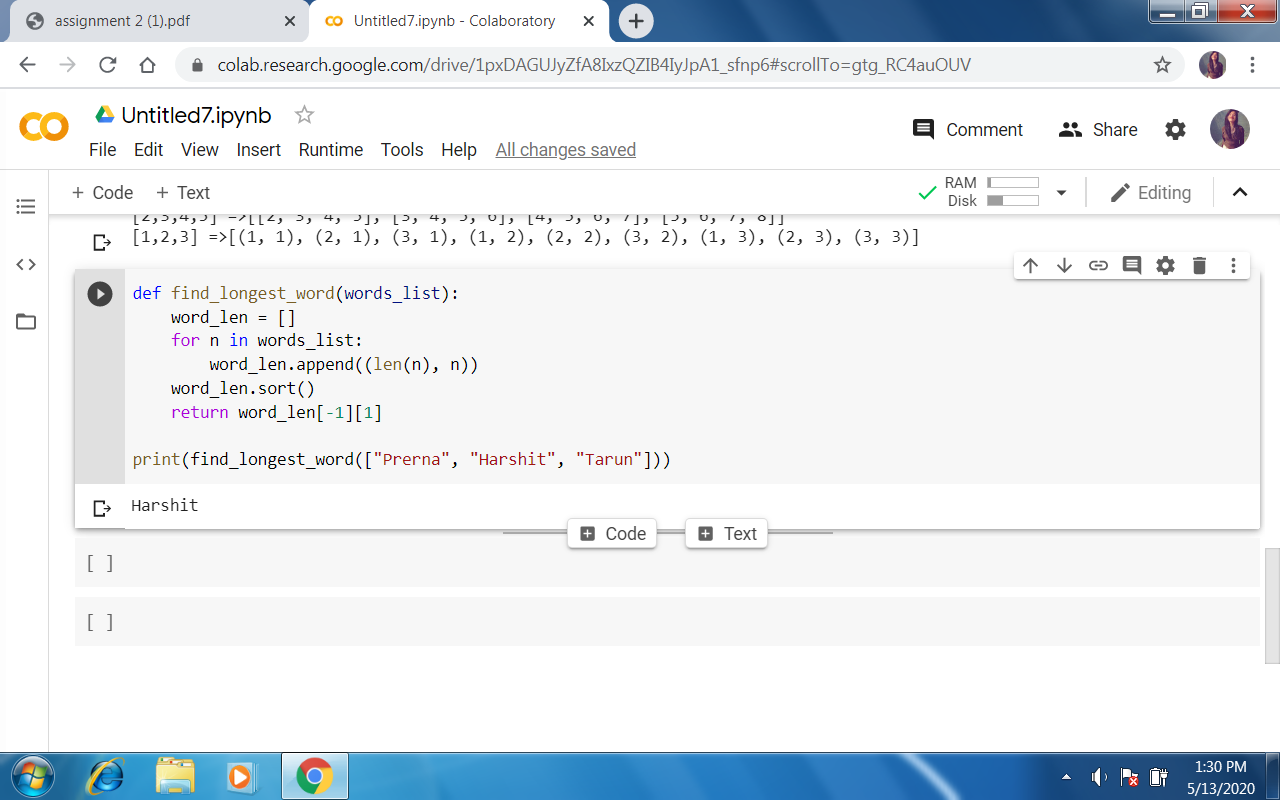 assignment 2 (1).pdf
Untitled7.ipynb - Colaboratory
colab.research.google.com/drive/1pxDAGUJyZfA8IxzQZIB4IyJpA1_sfnp6#scrollTo=gtg_RC4auOUV
Untitled7.ipynb
Comment Share
File Edit View Insert Runtime Tools Help All changes saved
+ Code + Text
RAM
Disk
Editing
[2,3,4,5] =>[[2, 3, 4, 5], [3, 4, 5, 6], [4, 5, 6, 7], [5, 6, 7, 8]]
[1,2,3] =>[(1, 1), (2, 1), (3, 1), (1, 2), (2, 2), (3, 2), (1, 3), (2, 3), (3, 3)]
def find_longest_word(words_list):
    word_len = []
    for n in words_list:
        word_len.append((len(n), n))
    word_len.sort()
    return word_len[-1][1]
print(find_longest_word(["Prerna", "Harshit", "Tarun"]))
Harshit
Code Text
[ ]
[ ]
1:30 PM
5/13/2020